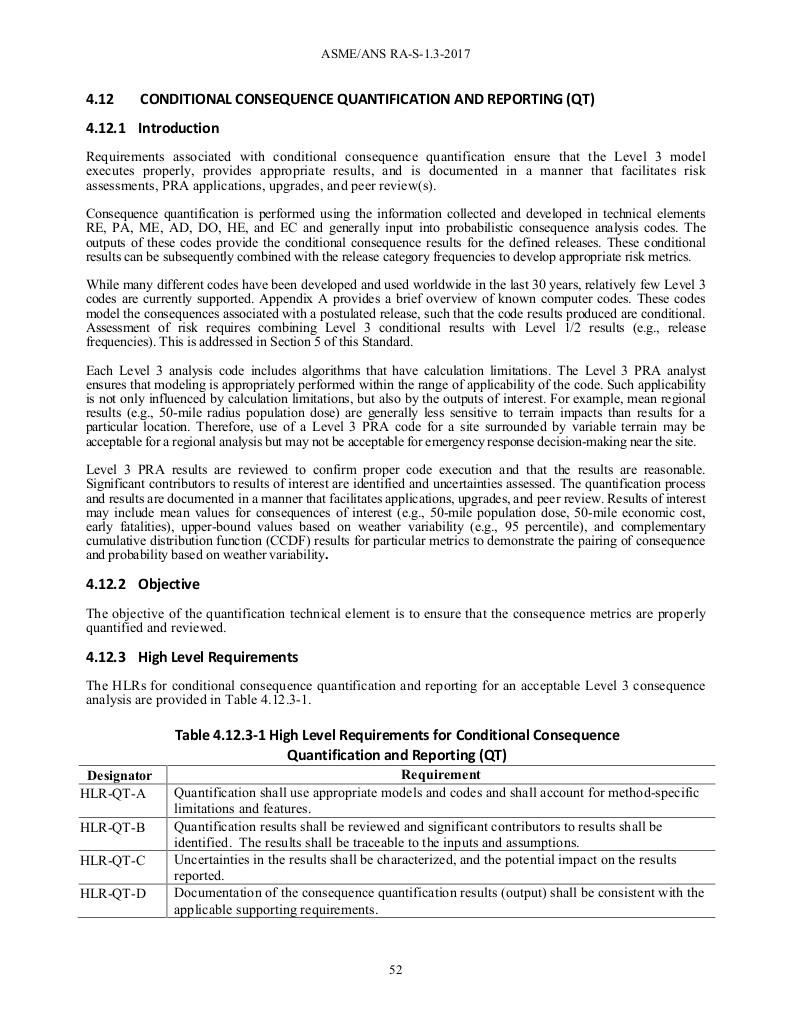 ASME/ANS RA-S-1.3-2017
4.12 CONDITIONAL CONSEQUENCE QUANTIFICATION AND REPORTING (QT)
4.12.1 Introduction
Requirements associated with conditional consequence quantification ensure that the Level 3 model
executes properly, provides appropriate results, and is documented in a manner that facilitates risk
assessments, PRA applications, upgrades, and peer review(s).
Consequence quantification is performed using the information collected and developed in technical elements
RE, PA, ME, AD, DO, HE, and EC and generally input into probabilistic consequence analysis codes. The
outputs of these codes provide the conditional consequence results for the defined releases. These conditional
results can be subsequently combined with the release category frequencies to develop appropriate risk metrics.
While many different codes have been developed and used worldwide in the last 30 years, relatively few Level 3
codes are currently supported. Appendix A provides a brief overview of known computer codes. These codes
model the consequences associated with a postulated release, such that the code results produced are conditional.
Assessment of risk requires combining Level 3 conditional results with Level 1/2 results (e.g., release
frequencies). This is addressed in Section 5 of this Standard.
Each Level 3 analysis code includes algorithms that have calculation limitations. The Level 3 PRA analyst
ensures that modeling is appropriately performed within the range of applicability of the code. Such applicability
is not only influenced by calculation limitations, but also by the outputs of interest. For example, mean regional
results (e.g., 50-mile radius population dose) are generally less sensitive to terrain impacts than results for a
particular location. Therefore, use of a Level 3 PRA code for a site surrounded by variable terrain may be
acceptable for a regional analysis but may not be acceptable for emergency response decision-making near the site.
Level 3 PRA results are reviewed to confirm proper code execution and that the results are reasonable.
Significant contributors to results of interest are identified and uncertainties assessed. The quantification process
and results are documented in a manner that facilitates applications, upgrades, and peer review. Results of interest
may include mean values for consequences of interest (e.g., 50-mile population dose, 50-mile economic cost,
early fatalities), upper-bound values based on weather variability (e.g., 95 percentile), and complementary
cumulative distribution function (CCDF) results for particular metrics to demonstrate the pairing of consequence
and probability based on weather variability.
4.12.2 Objective
The objective of the quantification technical element is to ensure that the consequence metrics are properly
quantified and reviewed.
4.12.3 High Level Requirements
The HLRs for conditional consequence quantification and reporting for an acceptable Level 3 consequence
analysis are provided in Table 4.12.3-1.
Table 4.12.3-1 High Level Requirements for Conditional Consequence
Quantification and Reporting (QT)
Designator Requirement
HLR-QT-A Quantification shall use appropriate models and codes and shall account for method-specific
limitations and features.
HLR-QT-B Quantification results shall be reviewed and significant contributors to results shall be
identified. The results shall be traceable to the inputs and assumptions.
HLR-QT-C Uncertainties in the results shall be characterized, and the potential impact on the results
reported.
HLR-QT-D Documentation of the consequence quantification results (output) shall be consistent with the
applicable supporting requirements.
52